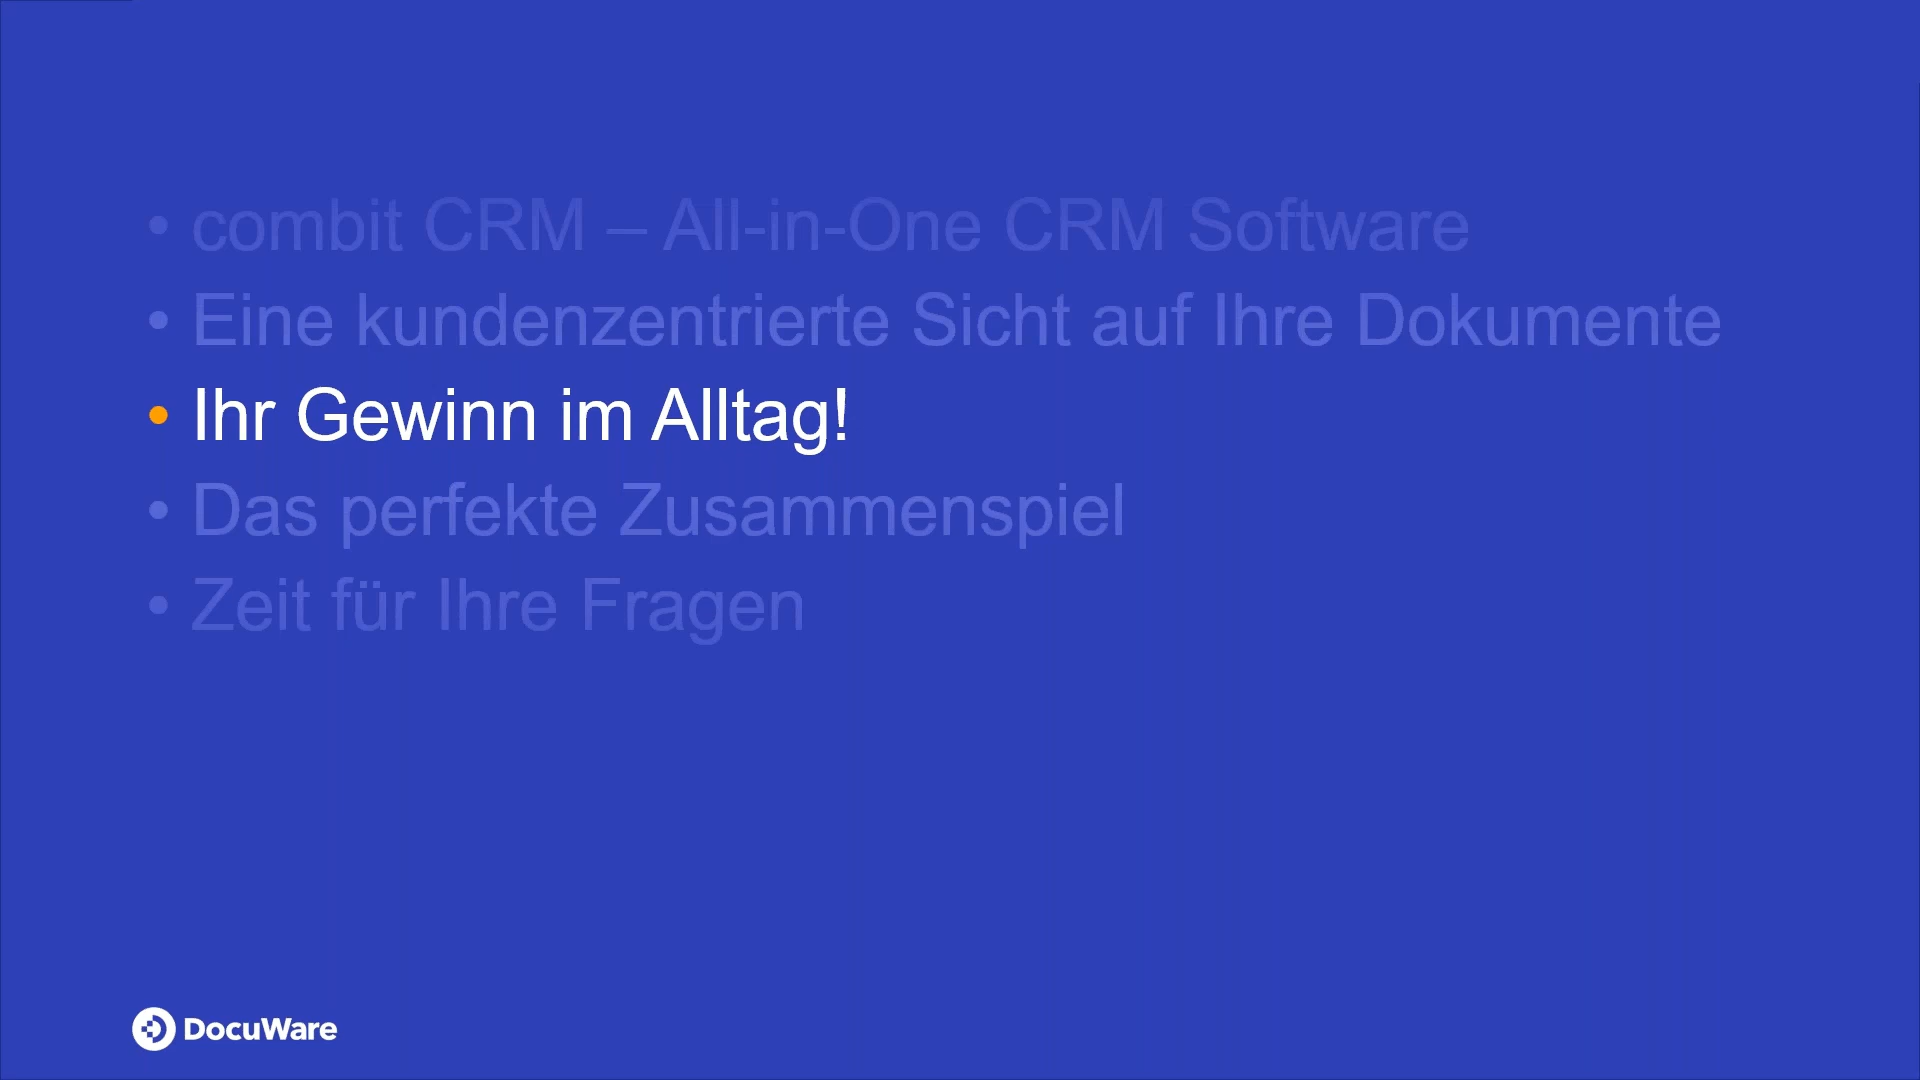 • combit CRM – All-in-One CRM Software
• Eine kundenzentrierte Sicht auf Ihre Dokumente
• Ihr Gewinn im Alltag!
• Das perfekte Zusammenspiel
• Zeit für Ihre Fragen
DocuWare